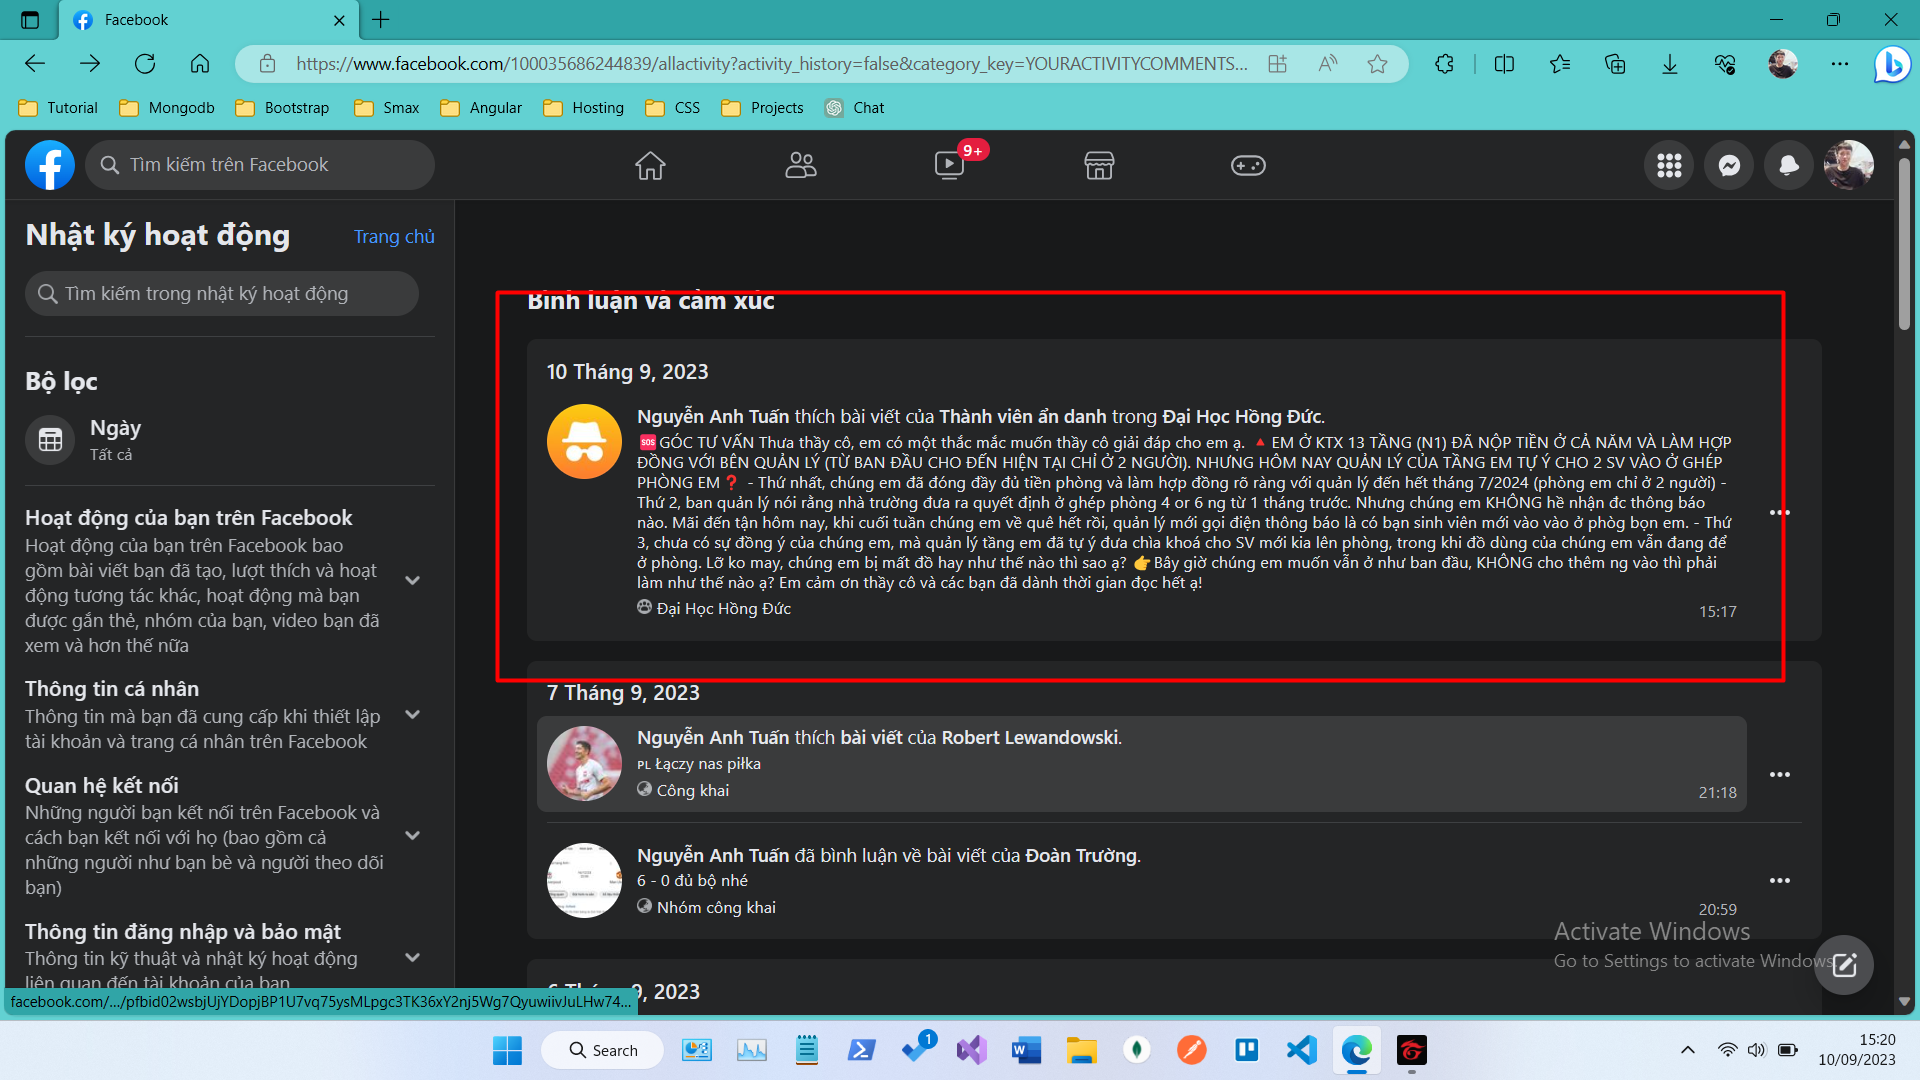 Facebook
https://www.facebook.com/100035686244839/allactivity?activity_history=false&category_key=YOURACTIVITYCOMMENTS...
Tutorial Mongodb Bootstrap Smax Angular Hosting CSS Projects Chat
Tìm kiếm trên Facebook
9+
Nhật ký hoạt động Trang chủ
Tìm kiếm trong nhật ký hoạt động
Bộ lọc
Ngày
Tất cả
Hoạt động của bạn trên Facebook
Hoạt động của bạn trên Facebook bao
gồm bài viết bạn đã tạo, lượt thích và hoạt
động tương tác khác, hoạt động mà bạn
được gắn thẻ, nhóm của bạn, video bạn đã
xem và hơn thế nữa
Thông tin cá nhân
Thông tin mà bạn đã cung cấp khi thiết lập
tài khoản và trang cá nhân trên Facebook
Quan hệ kết nối
Những người bạn kết nối trên Facebook và
cách bạn kết nối với họ (bao gồm cả
những người như bạn bè và người theo dõi
bạn)
Thông tin đăng nhập và bảo mật
Thông tin kỹ thuật và nhật ký hoạt động
liên quan đến tài khoản của bạn
facebook.com/.../pfbid02wsbjUjYDopjBP1U7vq75ysMLpgc3TK36xY2nj5Wg7QyuwiivJuLHw74...
Bình luận và cảm xúc
10 Tháng 9, 2023
Nguyễn Anh Tuấn thích bài viết của Thành viên ẩn danh trong Đại Học Hồng Đức.
🆘GÓC TƯ VẤN Thưa thầy cô, em có một thắc mắc muốn thầy cô giải đáp cho em ạ. 🔺EM Ở KTX 13 TẦNG (N1) ĐÃ NỘP TIỀN Ở CẢ NĂM VÀ LÀM HỢP
ĐỒNG VỚI BÊN QUẢN LÝ (TỪ BAN ĐẦU CHO ĐẾN HIỆN TẠI CHỈ Ở 2 NGƯỜI). NHƯNG HÔM NAY QUẢN LÝ CỦA TẦNG EM TỰ Ý CHO 2 SV VÀO Ở GHÉP
PHÒNG EM❓ - Thứ nhất, chúng em đã đóng đầy đủ tiền phòng và làm hợp đồng rõ ràng với quản lý đến hết tháng 7/2024 (phòng em chỉ ở 2 người) -
Thứ 2, ban quản lý nói rằng nhà trường đưa ra quyết định ở ghép phòng 4 or 6 ng từ 1 tháng trước. Nhưng chúng em KHÔNG hề nhận đc thông báo
nào. Mãi đến tận hôm nay, khi cuối tuần chúng em về quê hết rồi, quản lý mới gọi điện thông báo là có bạn sinh viên mới vào vào ở phòg bọn em. - Thứ
3, chưa có sự đồng ý của chúng em, mà quản lý tầng em đã tự ý đưa chìa khoá cho SV mới kia lên phòng, trong khi đồ dùng của chúng em vẫn đang để
ở phòng. Lỡ ko may, chúng em bị mất đồ hay như thế nào thì sao ạ? 👉Bây giờ chúng em muốn vẫn ở như ban đầu, KHÔNG cho thêm ng vào thì phải
làm như thế nào ạ? Em cảm ơn thầy cô và các bạn đã dành thời gian đọc hết ạ!
Đại Học Hồng Đức 15:17
7 Tháng 9, 2023
Nguyễn Anh Tuấn thích bài viết của Robert Lewandowski.
PL Łączy nas piłka
Công khai 21:18
Nguyễn Anh Tuấn đã bình luận về bài viết của Đoàn Trường.
6 - 0 đủ bộ nhé
Nhóm công khai 20:59
Activate Windows
Go to Settings to activate Windows
6 Tháng 9, 2023
Search
1
15:20
10/09/2023